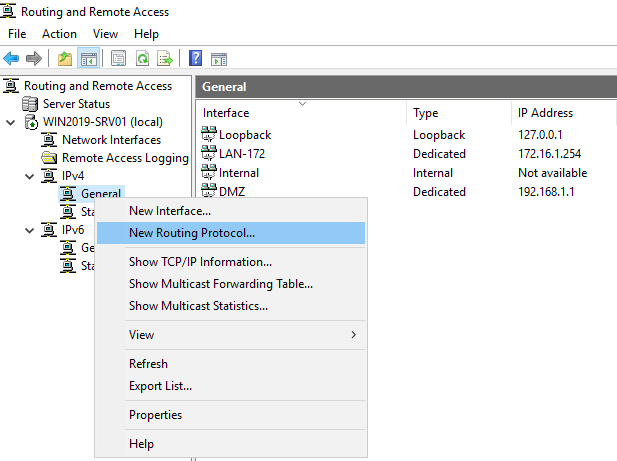 Routing and Remote Access
File Action View Help
Routing and Remote Access
Server Status
WIN2019-SRV01 (local)
Network Interfaces
Remote Access Logging
IPv4
General
Sta
IPv6
Ge
Sta
General
Interface Type IP Address
Loopback Loopback 127.0.0.1
LAN-172 Dedicated 172.16.1.254
Internal Internal Not available
DMZ Dedicated 192.168.1.1
New Interface...
New Routing Protocol...
Show TCP/IP Information...
Show Multicast Forwarding Table...
Show Multicast Statistics...
View
Refresh
Export List...
Properties
Help